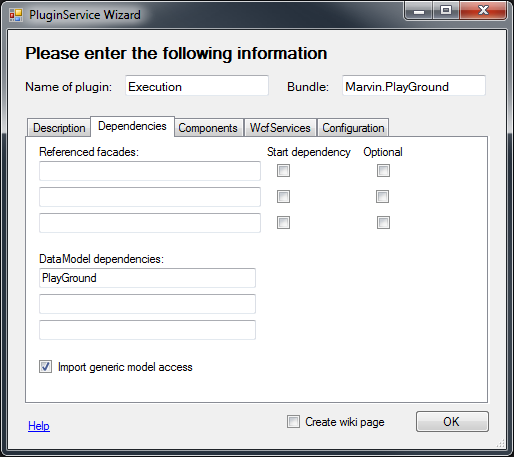 PluginService Wizard
Please enter the following information
Name of plugin: Execution Bundle: Marvin.PlayGround
Description Dependencies Components WcfServices Configuration
Referenced facades: Start dependency Optional
DataModel dependencies:
PlayGround
Import generic model access
Help Create wiki page OK